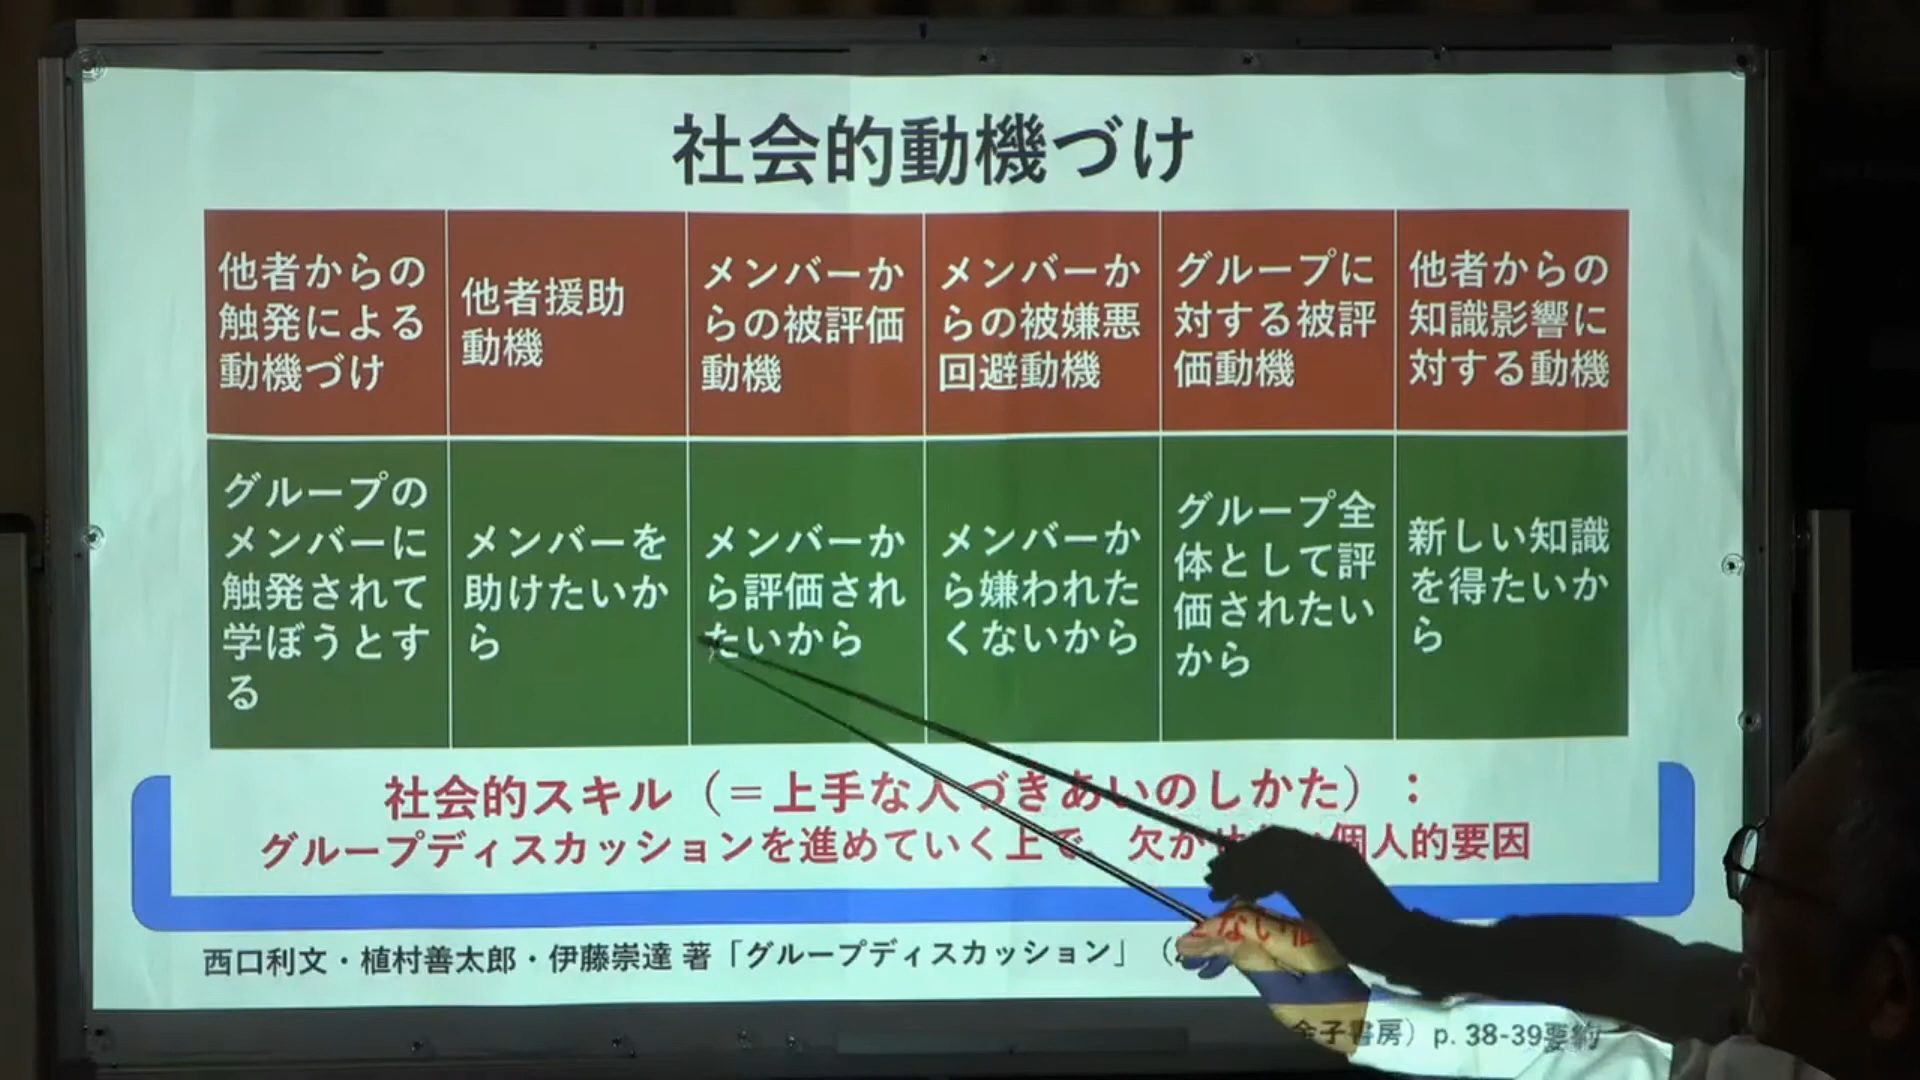 社会的動機づけ
他者からの
触発による
動機づけ
他者援助
動機
メンバーか
らの被評価
動機
メンバーか
らの被嫌悪
回避動機
グループに
対する被評
価動機
他者からの
知識影響に
対する動機
グループの
メンバーに
触発されて
学ぼうとす
る
メンバーを
助けたいか
ら
メンバーか
ら評価され
たいから
メンバーか
ら嫌われた
くないから
グループ全
体として評
価されたい
から
新しい知識
を得たいか
ら
社会的スキル（＝上手な人づきあいのしかた）：
グループディスカッションを進めていく上で、欠かせない個人的要因
西口利文・植村善太郎・伊藤崇達 著「グループディスカッション」（
金子書房）p. 38-39要約